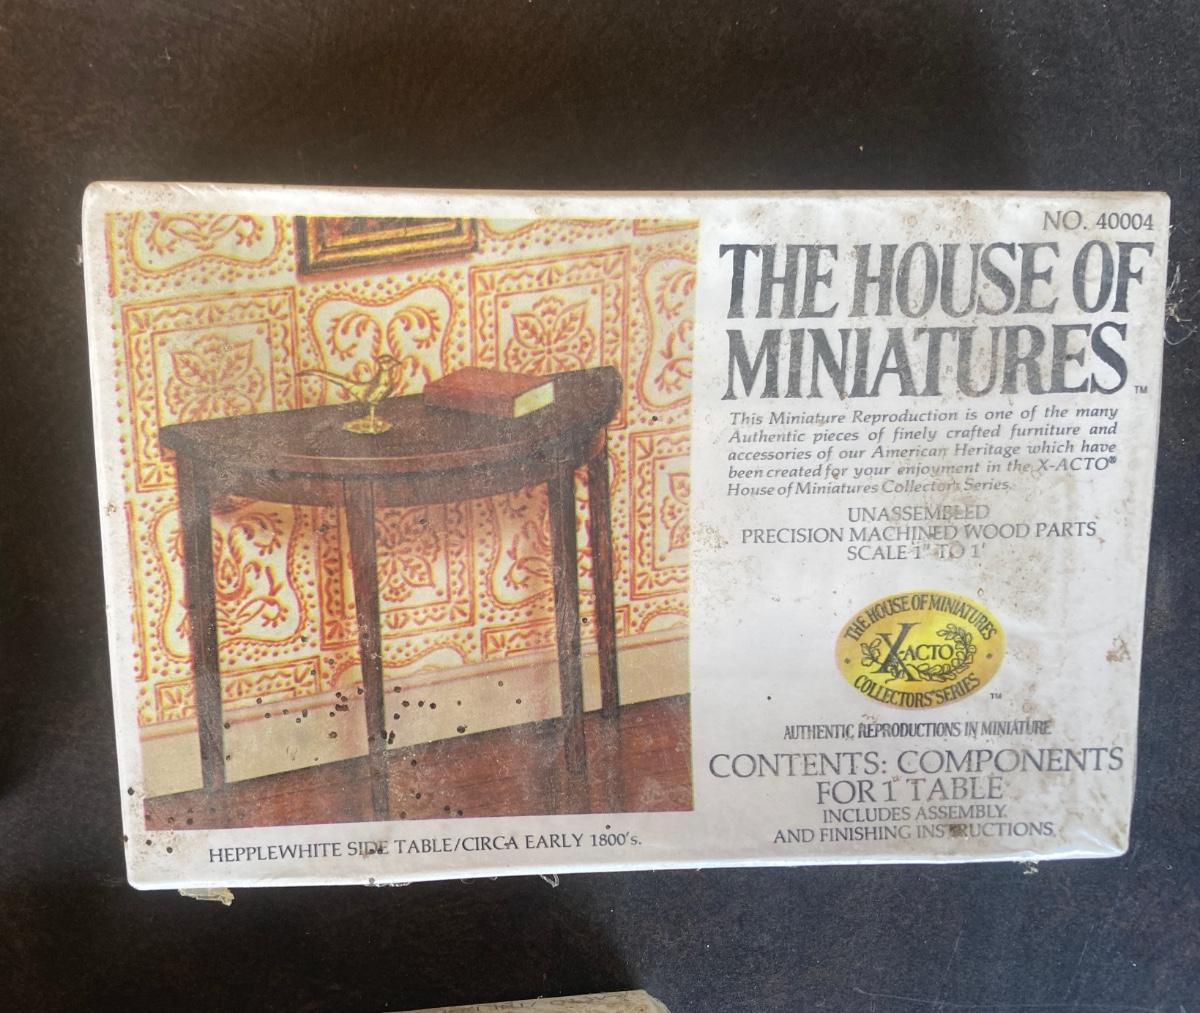 NO. 40004
THE HOUSE OF
MINIATURES™
This Miniature Reproduction is one of the many
Authentic pieces of finely crafted furniture and
accessories of our American Heritage which have
been created for your enjoyment in the X-ACTO®
House of Miniatures Collector's Series.
UNASSEMBLED
PRECISION MACHINED WOOD PARTS
SCALE 1" TO 1'
THE HOUSE OF MINIATURES
X-ACTO
COLLECTORS' SERIES
™
AUTHENTIC REPRODUCTIONS IN MINIATURE
CONTENTS: COMPONENTS
FOR 1 TABLE
INCLUDES ASSEMBLY
AND FINISHING INSTRUCTIONS
HEPPLEWHITE SIDE TABLE/CIRCA EARLY 1800's.